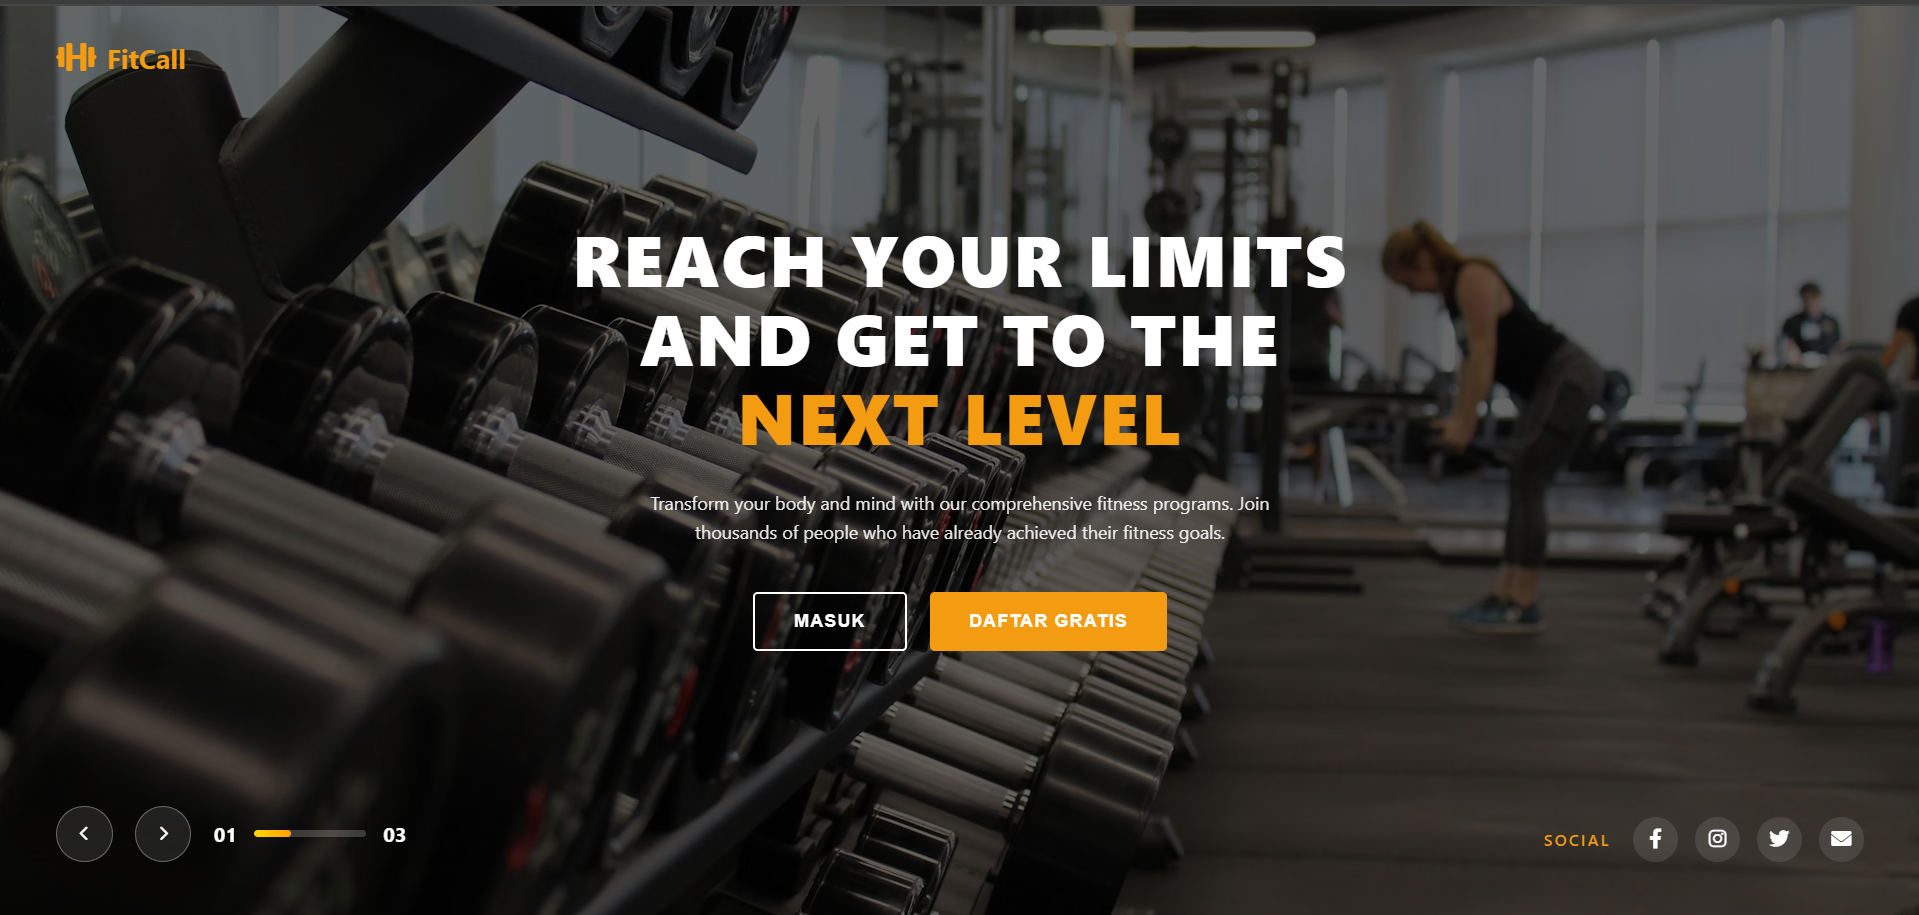 FitCall
REACH YOUR LIMITS
AND GET TO THE
NEXT LEVEL
Transform your body and mind with our comprehensive fitness programs. Join
thousands of people who have already achieved their fitness goals.
MASUK
DAFTAR GRATIS
01
03
SOCIAL